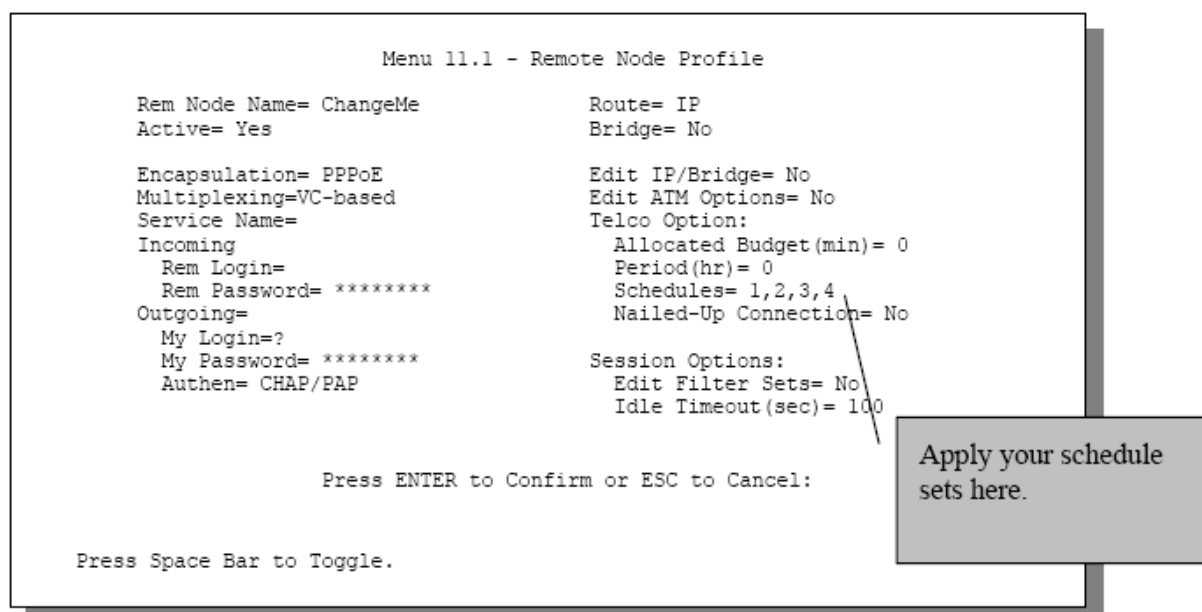 Menu 11.1 - Remote Node Profile
Rem Node Name= ChangeMe Route= IP
Active= Yes Bridge= No
Encapsulation= PPPoE Edit IP/Bridge= No
Multiplexing=VC-based Edit ATM Options= No
Service Name= Telco Option:
Incoming Allocated Budget(min)= 0
Rem Login= Period(hr)= 0
Rem Password= ******** Schedules= 1,2,3,4
Outgoing= Nailed-Up Connection= No
My Login=?
My Password= ******** Session Options:
Authen= CHAP/PAP Edit Filter Sets= No
Idle Timeout(sec)= 100
Apply your schedule
sets here.
Press ENTER to Confirm or ESC to Cancel:
Press Space Bar to Toggle.